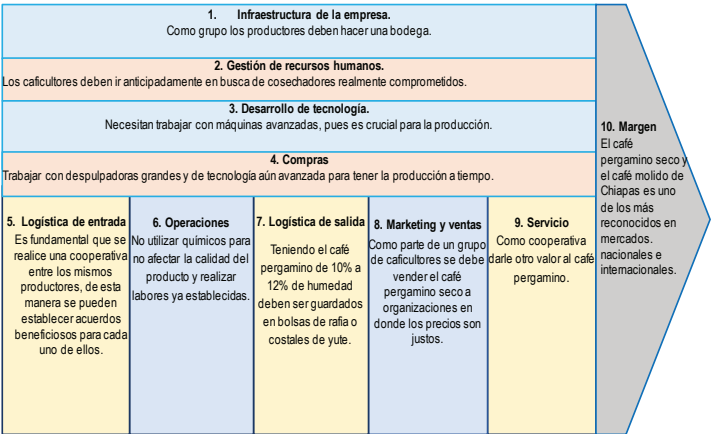 1. Infraestructura de la empresa.
Como grupo los productores deben hacer una bodega.
2. Gestión de recursos humanos.
Los caficultores deben ir anticipadamente en busca de cosechadores realmente comprometidos.
3. Desarrollo de tecnología.
Necesitan trabajar con máquinas avanzadas, pues es crucial para la producción.
4. Compras
Trabajar con despulpadoras grandes y de tecnología aún avanzada para tener la producción a tiempo.
5. Logística de entrada
Es fundamental que se
realice una cooperativa
entre los mismos
productores, de esta
manera se pueden
establecer acuerdos
beneficiosos para cada
uno de ellos.
6. Operaciones
No utilizar químicos para
no afectar la calidad del
producto y realizar
labores ya establecidas.
7. Logística de salida
Teniendo el café
pergamino de 10% a
12% de humedad
deben ser guardados
en bolsas de rafia o
costales de yute.
8. Marketing y ventas
Como parte de un grupo
de caficultores se debe
vender el café
pergamino seco a
organizaciones en
donde los precios son
justos.
9. Servicio
Como cooperativa
darle otro valor al café
pergamino.
10. Margen
El café
pergamino seco y
el café molido de
Chiapas es uno
de los más
reconocidos en
mercados.
nacionales e
internacionales.